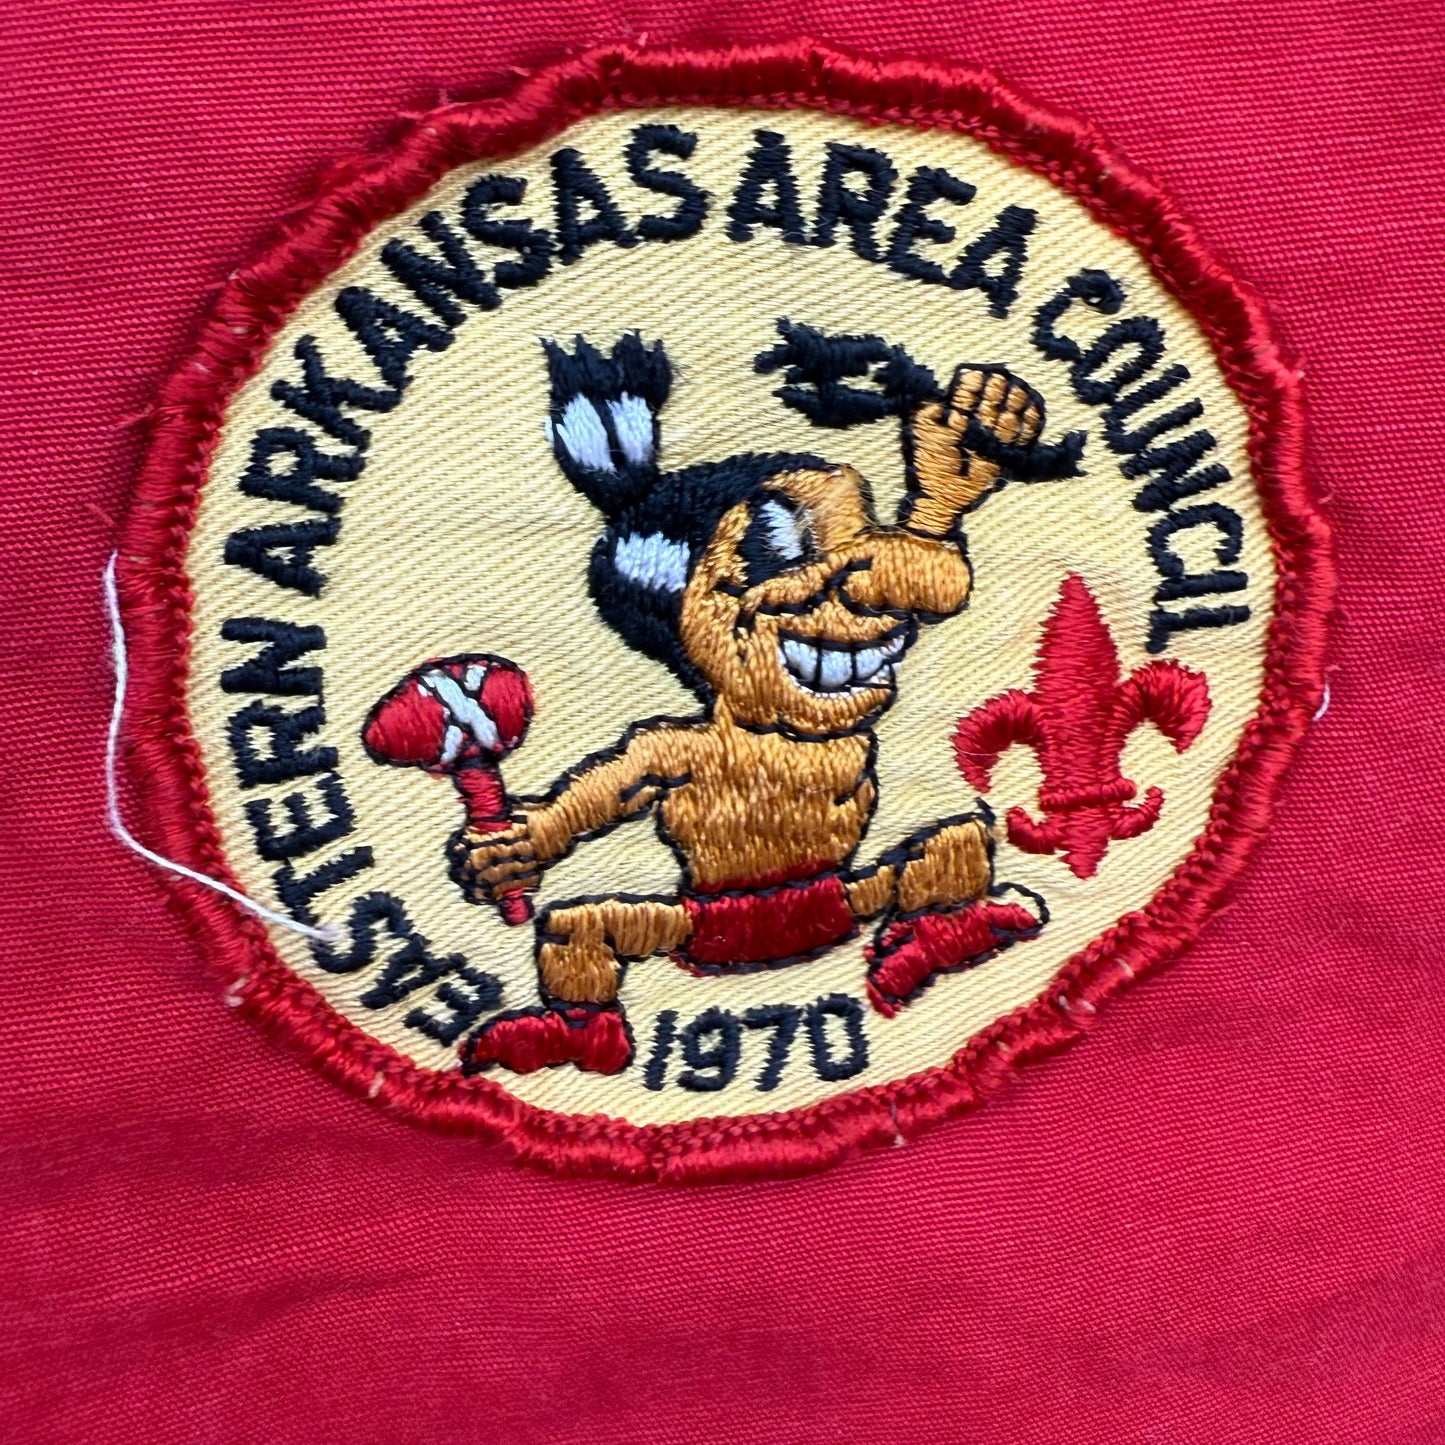 EASTERN ARKANSAS AREA COUNCIL
1970